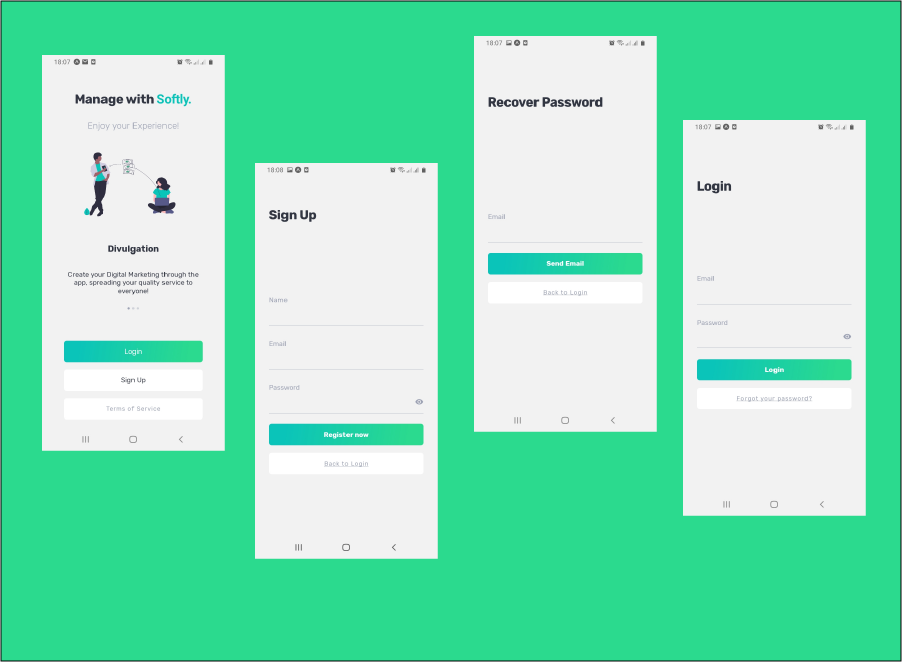 18:07
Manage with Softly.
Enjoy your Experience!
Divulgation
Create your Digital Marketing through the
app, spreading your quality service to
everyone!
Login
Sign Up
Terms of Service
18:08
Sign Up
Name
Email
Password
Register now
Back to Login
18:07
Recover Password
Email
Send Email
Back to Login
18:07
Login
Email
Password
Login
Forgot your password?